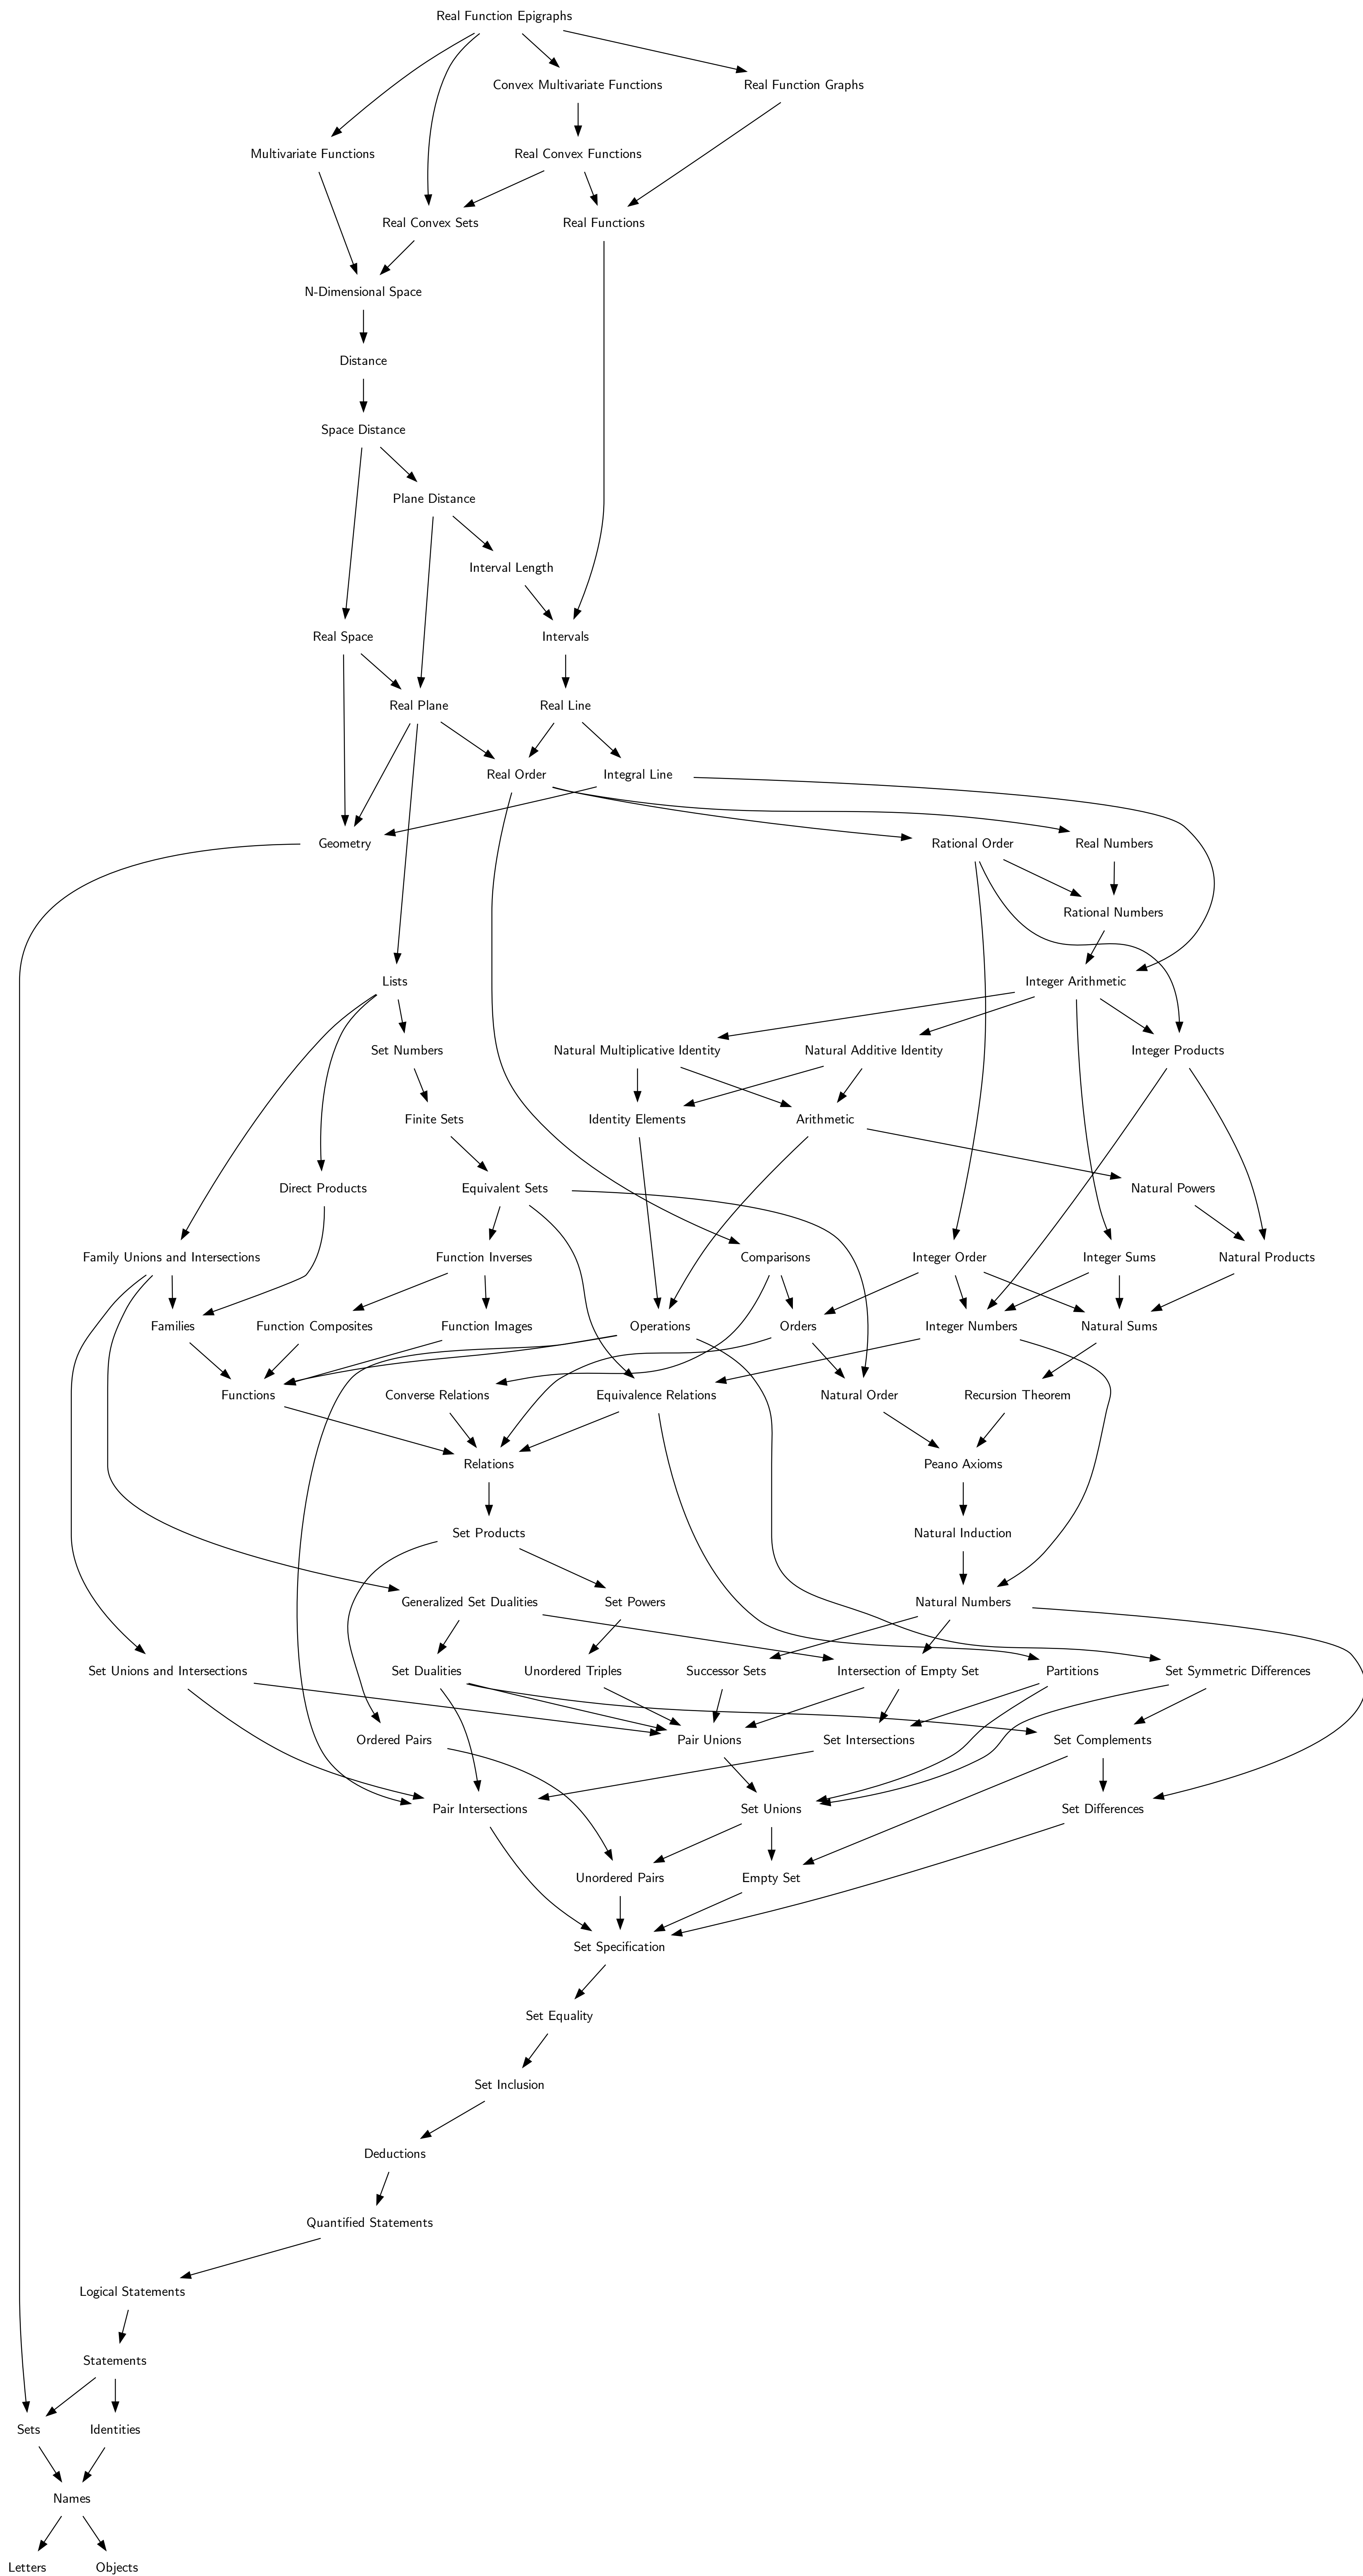 Real Function Epigraphs
Convex Multivariate Functions
Real Function Graphs
Multivariate Functions
Real Convex Functions
Real Convex Sets
Real Functions
N-Dimensional Space
Distance
Space Distance
Plane Distance
Interval Length
Real Space
Intervals
Real Plane
Real Line
Real Order
Integral Line
Geometry
Rational Order
Real Numbers
Rational Numbers
Lists
Integer Arithmetic
Set Numbers
Natural Multiplicative Identity
Natural Additive Identity
Integer Products
Finite Sets
Identity Elements
Arithmetic
Direct Products
Equivalent Sets
Natural Powers
Family Unions and Intersections
Function Inverses
Comparisons
Integer Order
Integer Sums
Natural Products
Families
Function Composites
Function Images
Operations
Orders
Integer Numbers
Natural Sums
Functions
Converse Relations
Equivalence Relations
Natural Order
Recursion Theorem
Relations
Peano Axioms
Set Products
Natural Induction
Generalized Set Dualities
Set Powers
Natural Numbers
Set Unions and Intersections
Set Dualities
Unordered Triples
Successor Sets
Intersection of Empty Set
Partitions
Set Symmetric Differences
Ordered Pairs
Pair Unions
Set Intersections
Set Complements
Pair Intersections
Set Unions
Set Differences
Unordered Pairs
Empty Set
Set Specification
Set Equality
Set Inclusion
Deductions
Quantified Statements
Logical Statements
Statements
Sets
Identities
Names
Letters
Objects